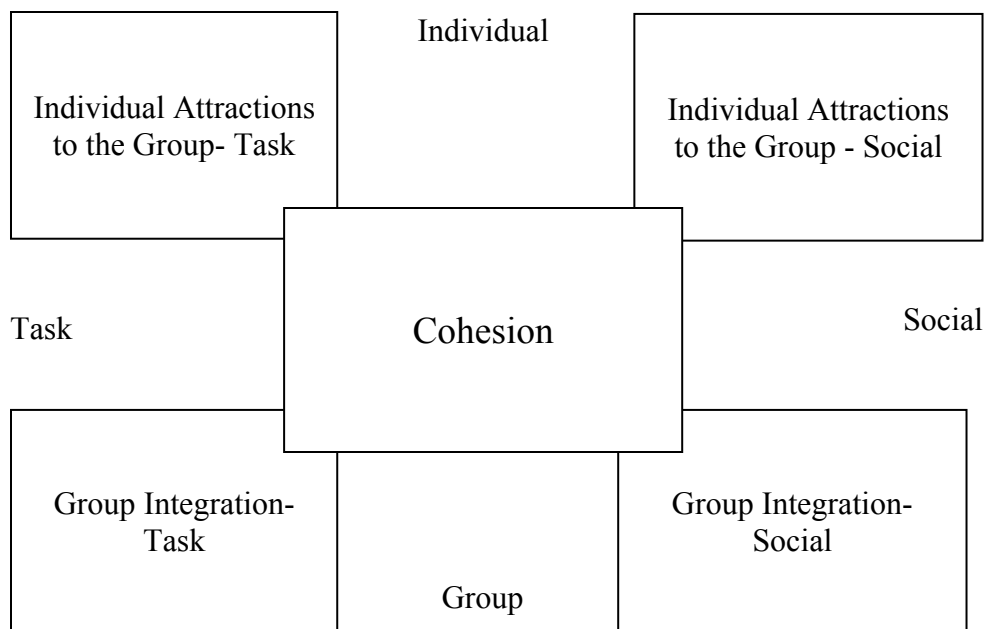 Individual
Individual Attractions
to the Group- Task
Individual Attractions
to the Group - Social
Task
Cohesion
Social
Group Integration-
Task
Group Integration-
Social
Group